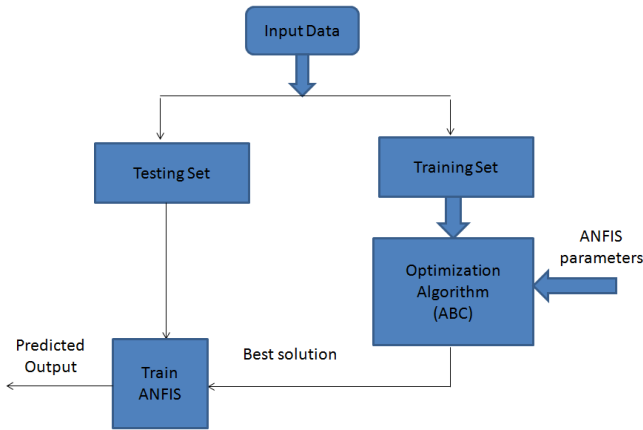 Input Data
Testing Set
Training Set
ANFIS
parameters
Optimization
Algorithm
(ABC)
Predicted
Output
Best solution
Train
ANFIS